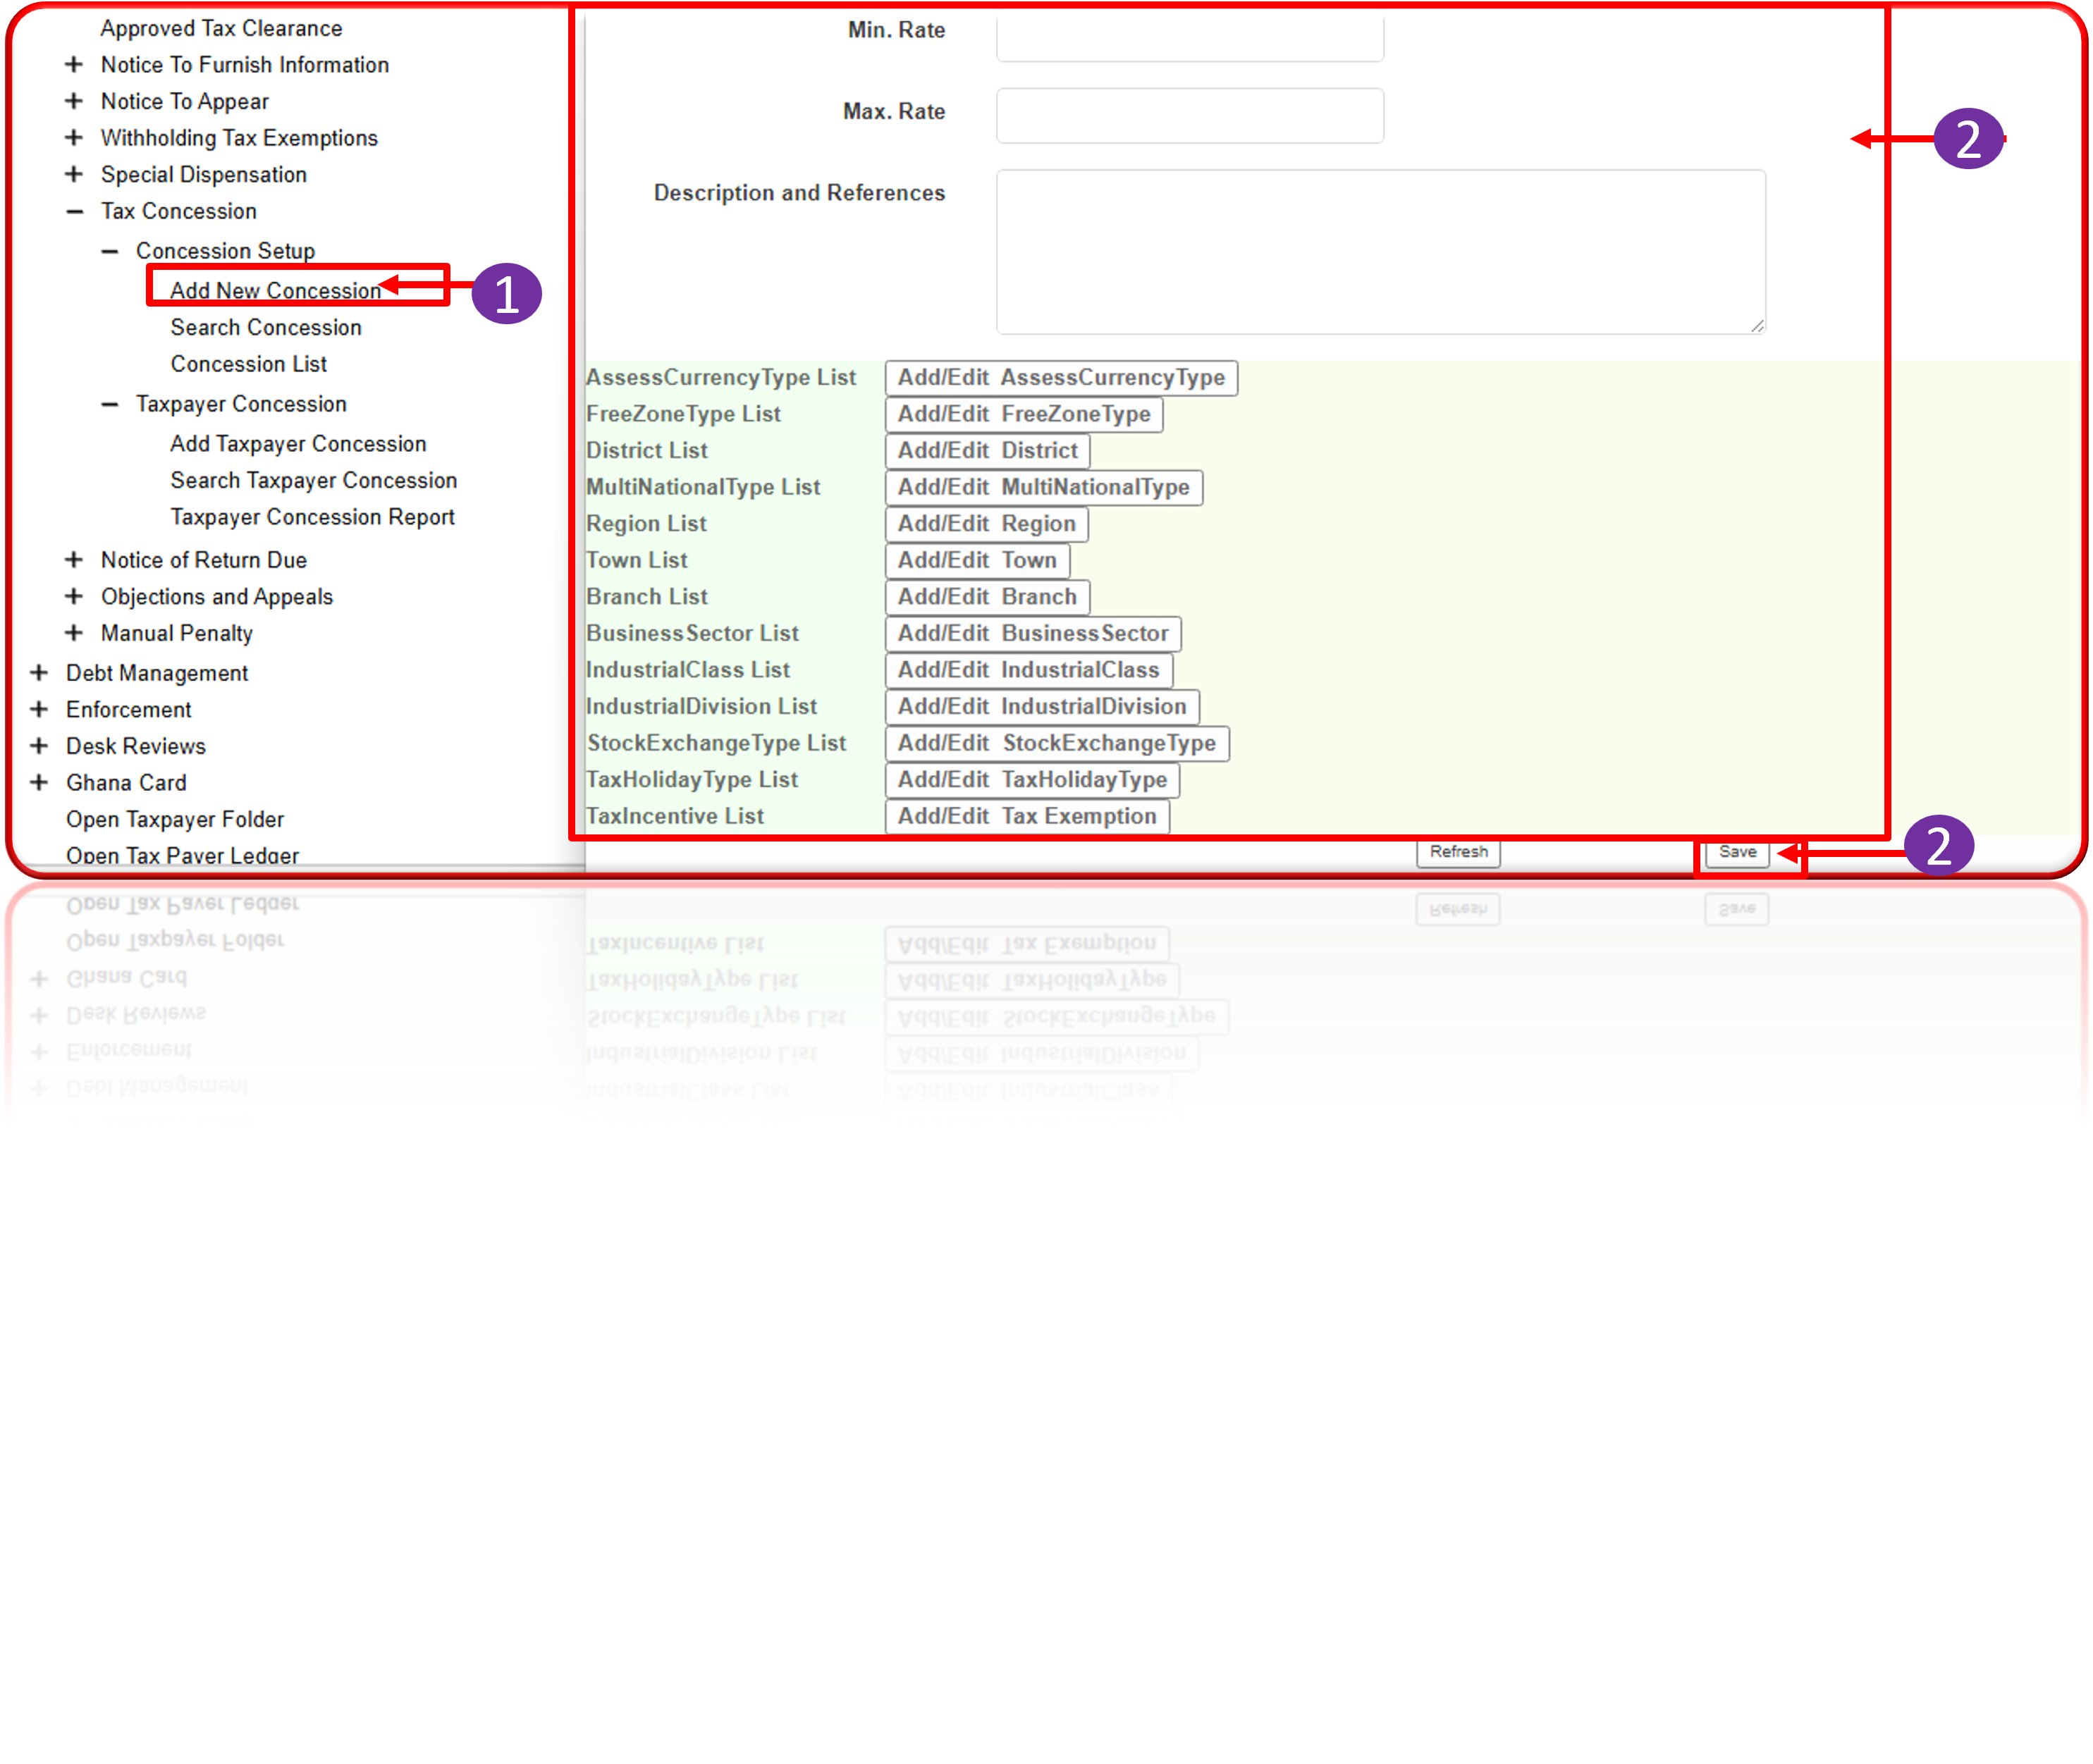 Approved Tax Clearance
+ Notice To Furnish Information
+ Notice To Appear
+ Withholding Tax Exemptions
+ Special Dispensation
− Tax Concession
− Concession Setup
Add New Concession
1
Search Concession
Concession List
− Taxpayer Concession
Add Taxpayer Concession
Search Taxpayer Concession
Taxpayer Concession Report
+ Notice of Return Due
+ Objections and Appeals
+ Manual Penalty
+ Debt Management
+ Enforcement
+ Desk Reviews
+ Ghana Card
Open Taxpayer Folder
Open Tax Payer Ledger
Min. Rate
Max. Rate
2
Description and References
AssessCurrencyType List Add/Edit AssessCurrencyType
FreeZoneType List Add/Edit FreeZoneType
District List Add/Edit District
MultiNationalType List Add/Edit MultiNationalType
Region List Add/Edit Region
Town List Add/Edit Town
Branch List Add/Edit Branch
BusinessSector List Add/Edit BusinessSector
IndustrialClass List Add/Edit IndustrialClass
IndustrialDivision List Add/Edit IndustrialDivision
StockExchangeType List Add/Edit StockExchangeType
TaxHolidayType List Add/Edit TaxHolidayType
TaxIncentive List Add/Edit Tax Exemption
Refresh Save 2